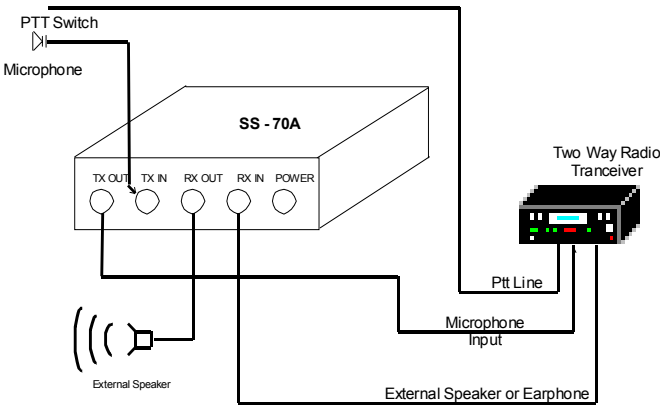 PTT Switch
Microphone
SS - 70A
TX OUT TX IN RX OUT RX IN POWER
Two Way Radio
Tranceiver
Ptt Line
Microphone
Input
External Speaker
External Speaker or Earphone